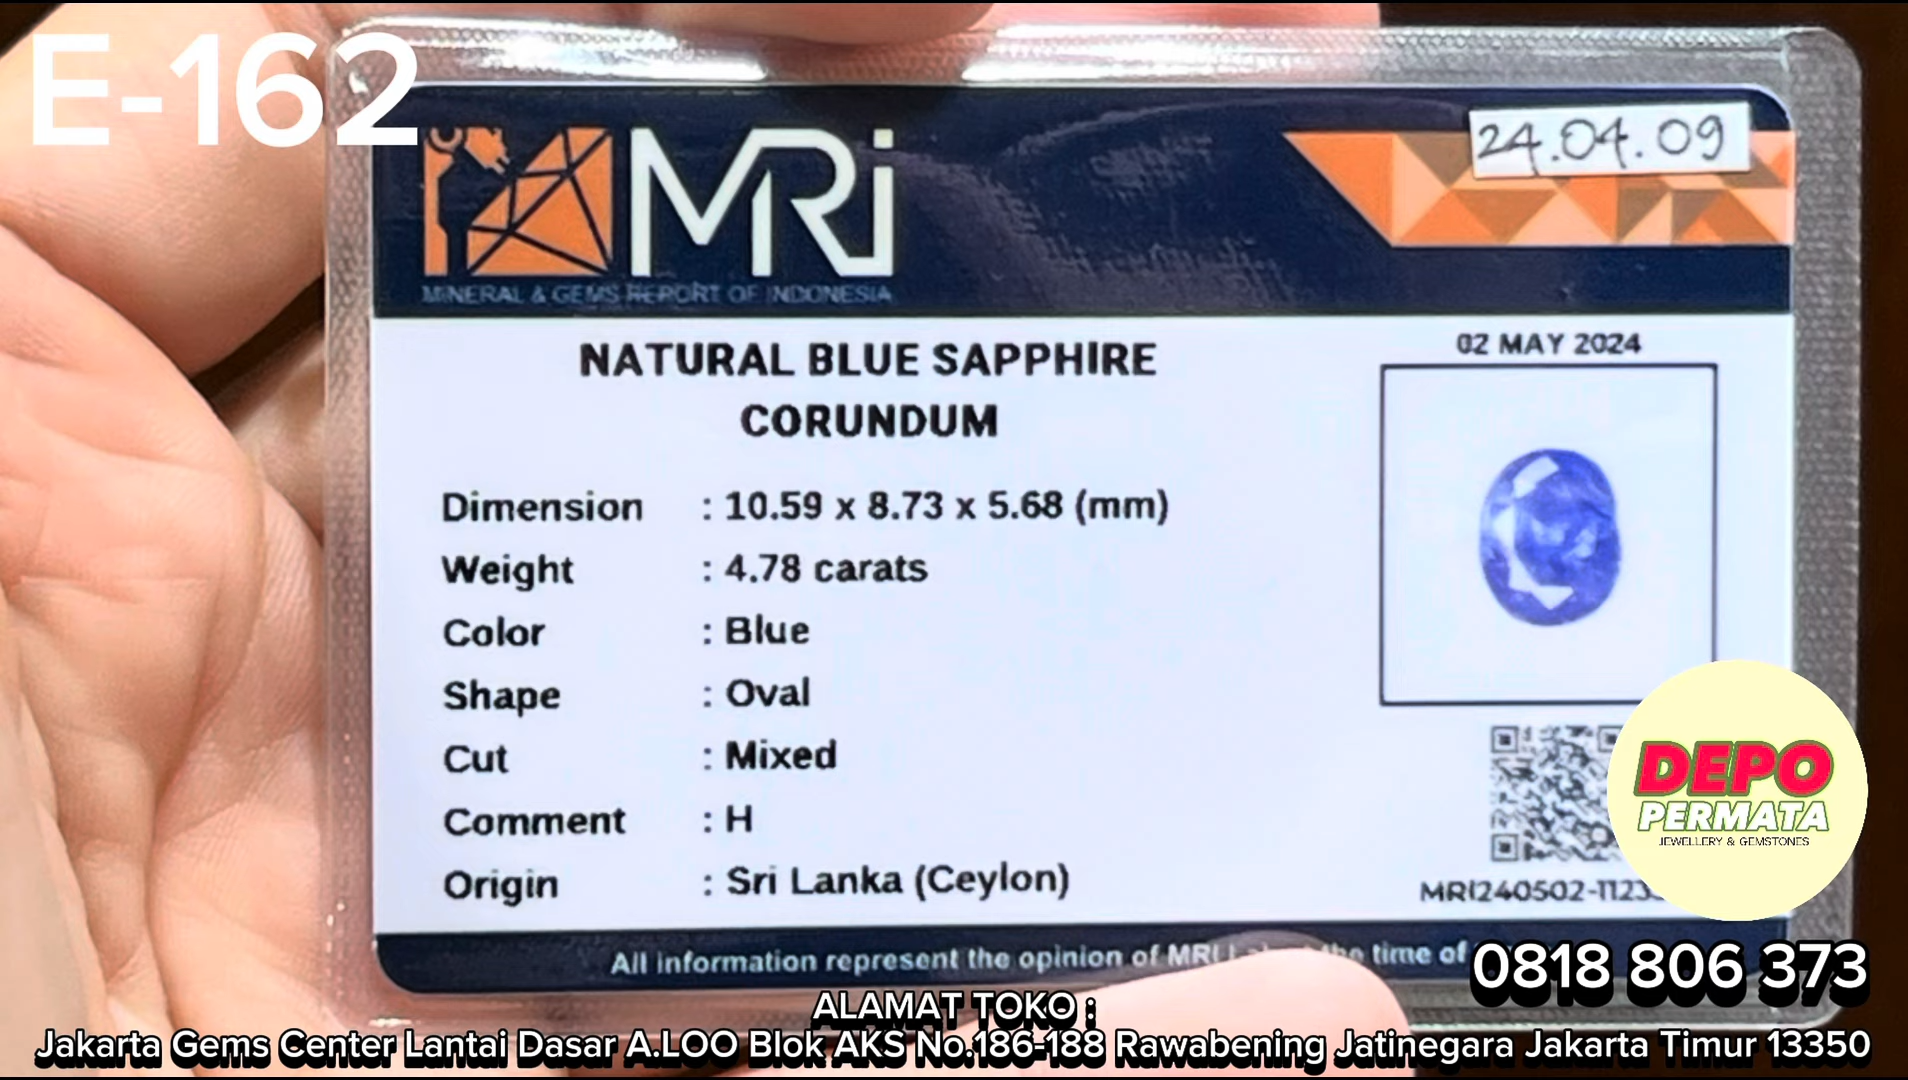 E-162
24.04.09
MRi
MINERAL & GEMS REPORT OF INDONESIA
NATURAL BLUE SAPPHIRE
CORUNDUM
02 MAY 2024
Dimension : 10.59 x 8.73 x 5.68 (mm)
Weight : 4.78 carats
Color : Blue
Shape : Oval
Cut : Mixed
Comment : H
Origin : Sri Lanka (Ceylon)
DEPO
PERMATA
JEWELLERY & GEMSTONES
All information represent the opinion of MRI time of
0818 806 373
ALAMAT TOKO :
Jakarta Gems Center Lantai Dasar A.LOO Blok AKS No.186-188 Rawabening Jatinegara Jakarta Timur 13350